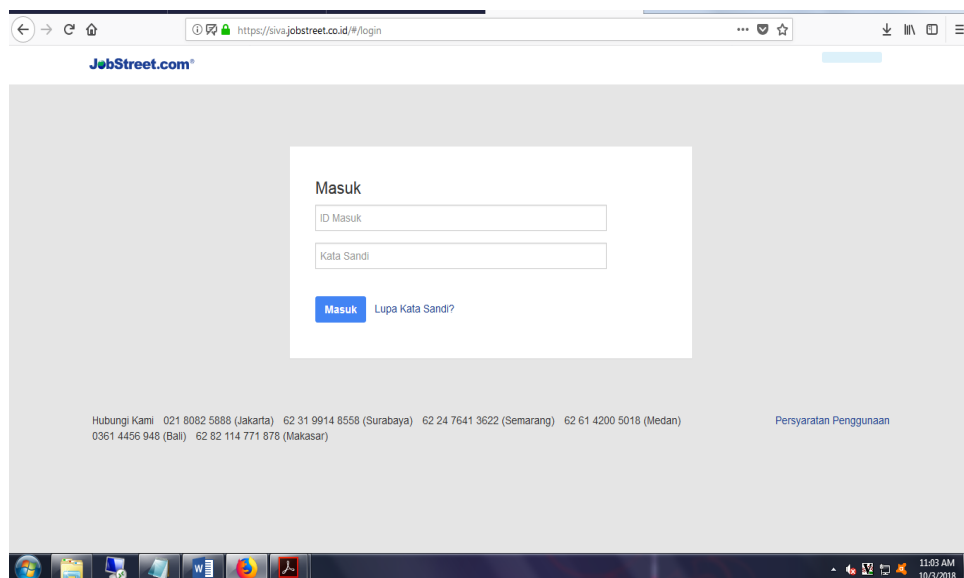 https://siva.jobstreet.co.id/#/login
JobStreet.com®
Masuk
ID Masuk
Kata Sandi
Masuk Lupa Kata Sandi?
Hubungi Kami 021 8082 5888 (Jakarta) 62 31 9914 8558 (Surabaya) 62 24 7641 3622 (Semarang) 62 61 4200 5018 (Medan) Persyaratan Penggunaan
0361 4456 948 (Bali) 62 82 114 771 878 (Makasar)
11:03 AM
10/3/2018